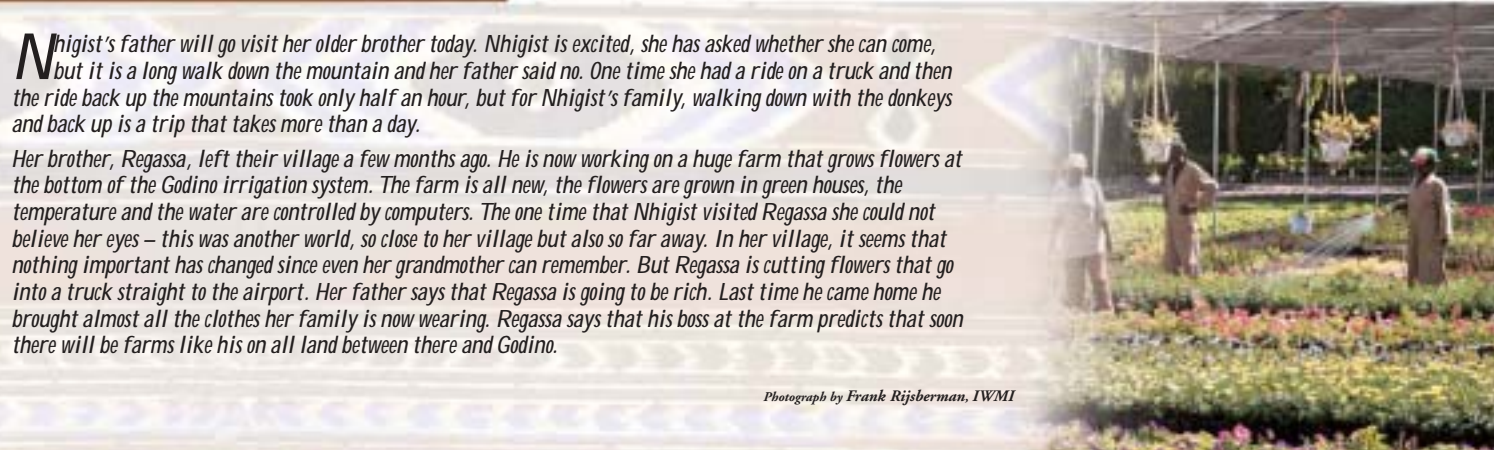 Nhigist's father will go visit her older brother today. Nhigist is excited, she has asked whether she can come,
but it is a long walk down the mountain and her father said no. One time she had a ride on a truck and then
the ride back up the mountains took only half an hour, but for Nhigist's family, walking down with the donkeys
and back up is a trip that takes more than a day.
Her brother, Regassa, left their village a few months ago. He is now working on a huge farm that grows flowers at
the bottom of the Godino irrigation system. The farm is all new, the flowers are grown in green houses, the
temperature and the water are controlled by computers. The one time that Nhigist visited Regassa she could not
believe her eyes – this was another world, so close to her village but also so far away. In her village, it seems that
nothing important has changed since even her grandmother can remember. But Regassa is cutting flowers that go
into a truck straight to the airport. Her father says that Regassa is going to be rich. Last time he came home he
brought almost all the clothes her family is now wearing. Regassa says that his boss at the farm predicts that soon
there will be farms like his on all land between there and Godino.
Photograph by Frank Rijsberman, IWMI